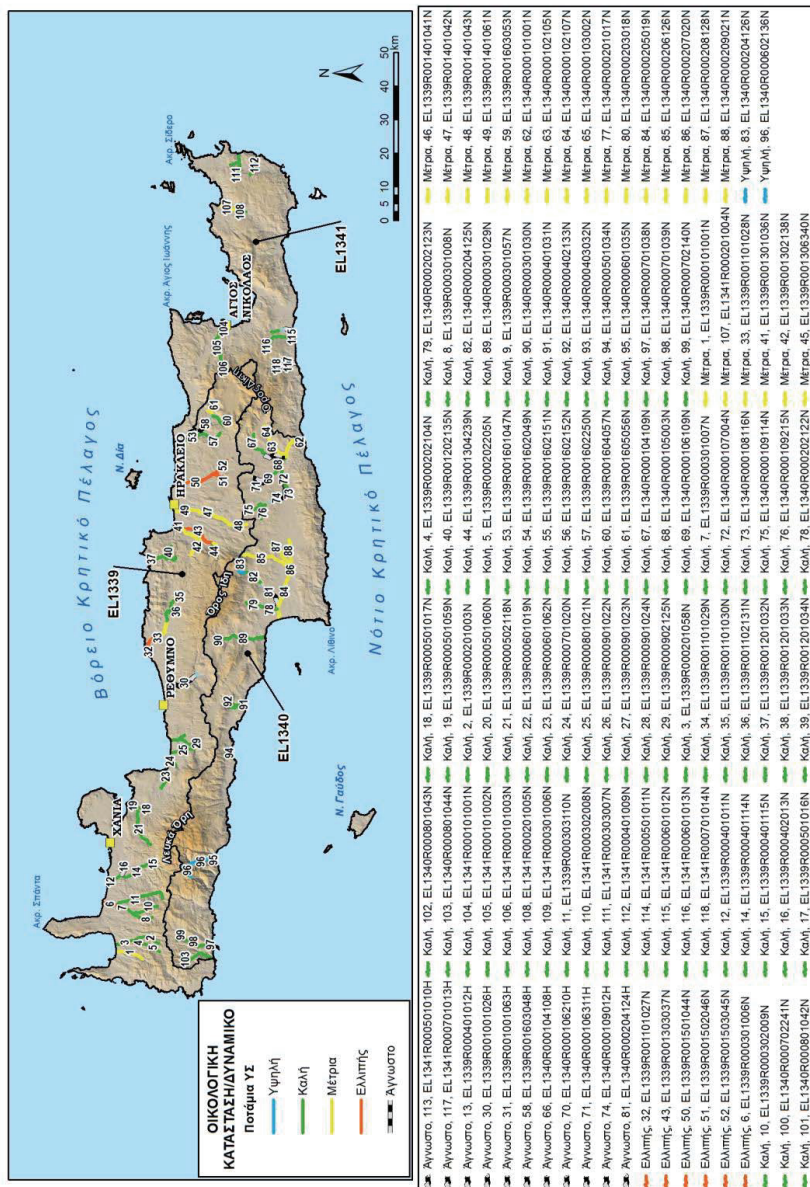 Βόρειο Κρητικό Πέλαγος
Νότιο Κρητικό Πέλαγος
Ακρ. Σπάντα
Ν. Δία
Ακρ. Άγιος Ιωάννης
Ακρ. Σίδερο
Ακρ. Λίθινο
Ν. Γαύδος
ΧΑΝΙΑ
ΡΕΘΥΜΝΟ
ΗΡΑΚΛΕΙΟ
ΑΓΙΟΣ
ΝΙΚΟΛΑΟΣ
Λευκά Όρη
Όρος Ίδη
Όρος Δίκτη
EL1339
EL1340
EL1341
N
0 5 10 20 30 40 50
km
ΟΙΚΟΛΟΓΙΚΗ
ΚΑΤΑΣΤΑΣΗ/ΔΥΝΑΜΙΚΟ
Ποτάμια ΥΣ
Υψηλή
Καλή
Μέτρια
Ελλιπής
Άγνωστο
Άγνωστο, 113, EL1341R000501010H
Άγνωστο, 117, EL1341R000701013H
Άγνωστο, 13, EL1339R000401012H
Άγνωστο, 30, EL1339R001001026H
Άγνωστο, 31, EL1339R001001063H
Άγνωστο, 58, EL1339R001603048H
Άγνωστο, 66, EL1340R000104108H
Άγνωστο, 70, EL1340R000106210H
Άγνωστο, 71, EL1340R000106311H
Άγνωστο, 74, EL1340R000109012H
Άγνωστο, 81, EL1340R000204124H
Ελλιπής, 32, EL1339R001101027N
Ελλιπής, 43, EL1339R001303037N
Ελλιπής, 50, EL1339R001501044N
Ελλιπής, 51, EL1339R001502046N
Ελλιπής, 52, EL1339R001503045N
Ελλιπής, 6, EL1339R000301006N
Καλή, 10, EL1339R000302009N
Καλή, 100, EL1340R000702241N
Καλή, 101, EL1340R000801042N
Καλή, 102, EL1340R000801043N
Καλή, 103, EL1340R000801044N
Καλή, 104, EL1341R000101001N
Καλή, 105, EL1341R000101002N
Καλή, 106, EL1341R000101003N
Καλή, 108, EL1341R000201005N
Καλή, 109, EL1341R000301006N
Καλή, 11, EL1339R000303110N
Καλή, 110, EL1341R000302008N
Καλή, 111, EL1341R000303007N
Καλή, 112, EL1341R000401009N
Καλή, 114, EL1341R000501011N
Καλή, 115, EL1341R000601012N
Καλή, 116, EL1341R000601013N
Καλή, 118, EL1341R000701014N
Καλή, 12, EL1339R000401011N
Καλή, 14, EL1339R000401114N
Καλή, 15, EL1339R000401115N
Καλή, 16, EL1339R000402013N
Καλή, 17, EL1339R000501016N
Καλή, 18, EL1339R000501017N
Καλή, 19, EL1339R000501059N
Καλή, 2, EL1339R000201003N
Καλή, 20, EL1339R000501060N
Καλή, 21, EL1339R000502118N
Καλή, 22, EL1339R000601019N
Καλή, 23, EL1339R000601062N
Καλή, 24, EL1339R000701020N
Καλή, 25, EL1339R000801021N
Καλή, 26, EL1339R000901022N
Καλή, 27, EL1339R000901023N
Καλή, 28, EL1339R000901024N
Καλή, 29, EL1339R000902125N
Καλή, 3, EL1339R000201058N
Καλή, 34, EL1339R001101029N
Καλή, 35, EL1339R001101030N
Καλή, 36, EL1339R001102131N
Καλή, 37, EL1339R001201032N
Καλή, 38, EL1339R001201033N
Καλή, 39, EL1339R001201034N
Καλή, 4, EL1339R000202104N
Καλή, 40, EL1339R001202135N
Καλή, 44, EL1339R001304239N
Καλή, 5, EL1339R000202205N
Καλή, 53, EL1339R001601047N
Καλή, 54, EL1339R001602049N
Καλή, 55, EL1339R001602151N
Καλή, 56, EL1339R001602152N
Καλή, 57, EL1339R001602250N
Καλή, 60, EL1339R001604057N
Καλή, 61, EL1339R001605056N
Καλή, 67, EL1340R000104109N
Καλή, 68, EL1340R000105003N
Καλή, 69, EL1340R000106109N
Καλή, 7, EL1339R000301007N
Καλή, 72, EL1340R000107004N
Καλή, 73, EL1340R000108116N
Καλή, 75, EL1340R000109114N
Καλή, 76, EL1340R000109215N
Καλή, 78, EL1340R000202122N
Καλή, 79, EL1340R000202123N
Καλή, 8, EL1339R000301008N
Καλή, 82, EL1340R000204125N
Καλή, 89, EL1340R000301029N
Καλή, 9, EL1339R000301057N
Καλή, 90, EL1340R000301030N
Καλή, 91, EL1340R000401031N
Καλή, 92, EL1340R000402133N
Καλή, 93, EL1340R000403032N
Καλή, 94, EL1340R000501034N
Καλή, 95, EL1340R000601035N
Καλή, 97, EL1340R000701038N
Καλή, 98, EL1340R000701039N
Καλή, 99, EL1340R000702140N
Μέτρια, 1, EL1339R000101001N
Μέτρια, 107, EL1341R000201004N
Μέτρια, 33, EL1339R001101028N
Μέτρια, 41, EL1339R001301036N
Μέτρια, 42, EL1339R001302138N
Μέτρια, 45, EL1339R001306340N
Μέτρια, 46, EL1339R001401041N
Μέτρια, 47, EL1339R001401042N
Μέτρια, 48, EL1339R001401043N
Μέτρια, 49, EL1339R001401061N
Μέτρια, 59, EL1339R001603053N
Μέτρια, 62, EL1340R000101001N
Μέτρια, 63, EL1340R000102105N
Μέτρια, 64, EL1340R000102107N
Μέτρια, 65, EL1340R000103002N
Μέτρια, 77, EL1340R000201017N
Μέτρια, 80, EL1340R000203018N
Μέτρια, 84, EL1340R000205019N
Μέτρια, 85, EL1340R000206126N
Μέτρια, 86, EL1340R000207020N
Μέτρια, 87, EL1340R000208128N
Μέτρια, 88, EL1340R000209021N
Υψηλή, 83, EL1340R000204126N
Υψηλή, 96, EL1340R000602136N